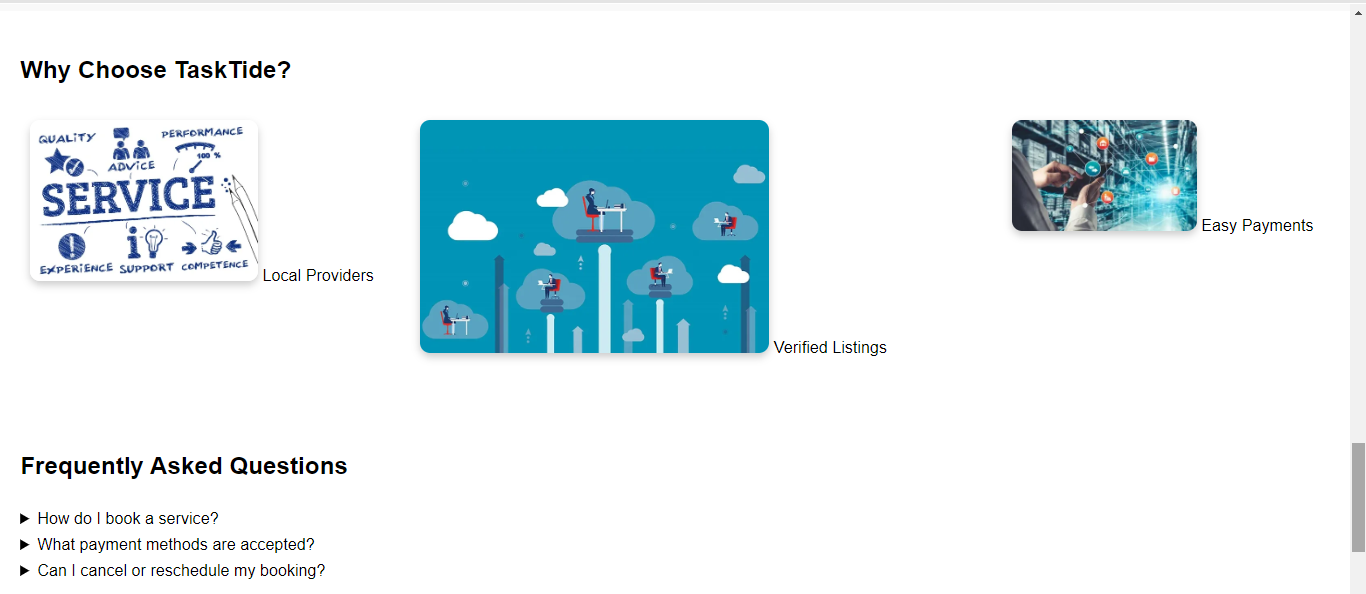 Why Choose TaskTide?
QUALITY
PERFORMANCE
100 %
ADVICE
SERVICE
EXPERIENCE SUPPORT COMPETENCE
Local Providers
Verified Listings
Easy Payments
Frequently Asked Questions
How do I book a service?
What payment methods are accepted?
Can I cancel or reschedule my booking?